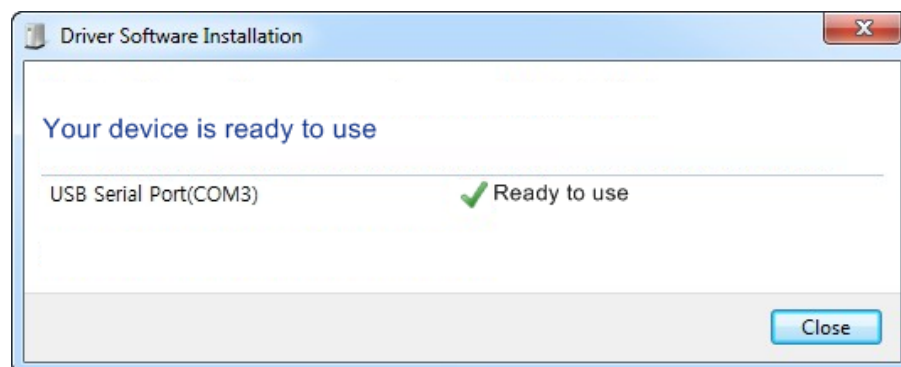 Driver Software Installation
Your device is ready to use
USB Serial Port(COM3) Ready to use
Close